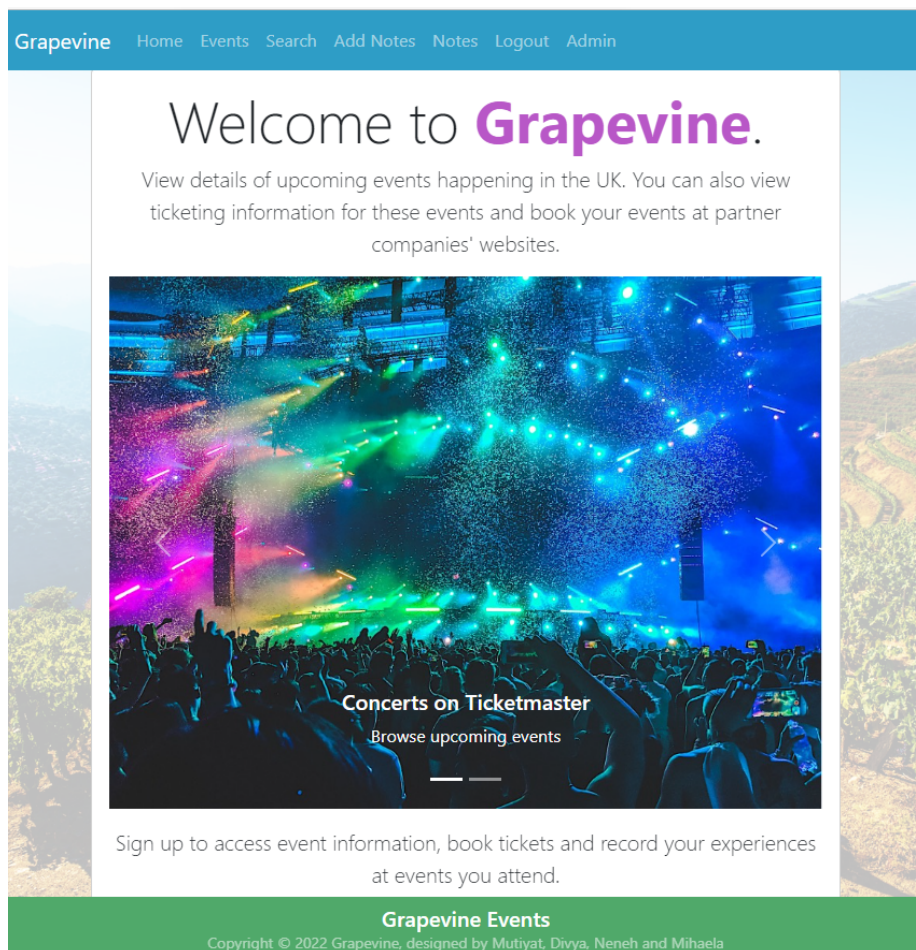 Grapevine Home Events Search Add Notes Notes Logout Admin
Welcome to Grapevine.
View details of upcoming events happening in the UK. You can also view
ticketing information for these events and book your events at partner
companies' websites.
Concerts on Ticketmaster
Browse upcoming events
Sign up to access event information, book tickets and record your experiences
at events you attend.
Grapevine Events
Copyright © 2022 Grapevine, designed by Mutiyat, Divya, Neneh and Mihaela